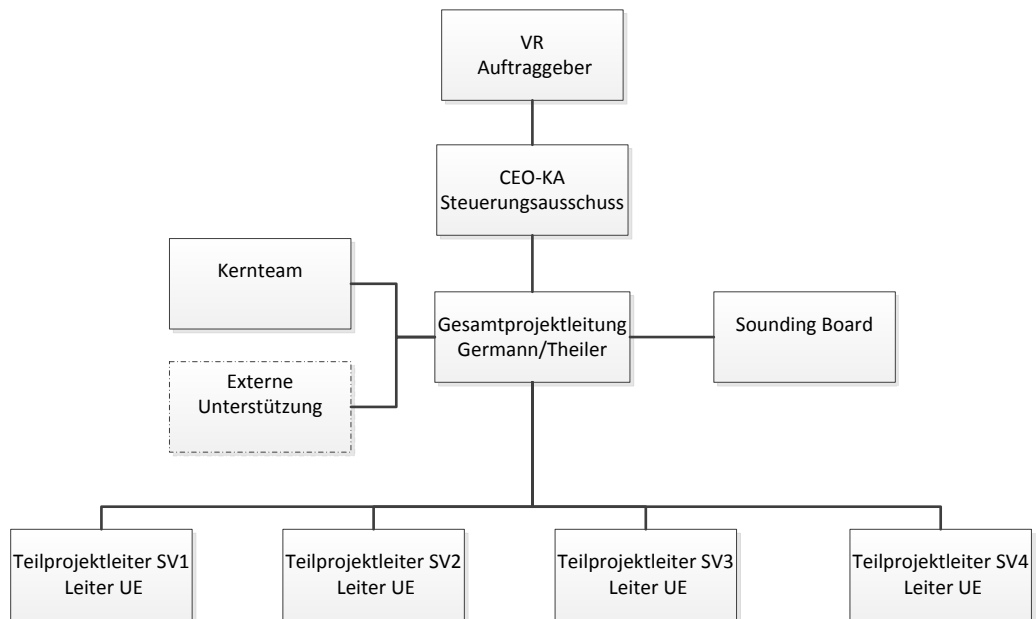 VR
Auftraggeber
CEO-KA
Steuerungsausschuss
Kernteam
Gesamtprojektleitung
Germann/Theiler
Sounding Board
Externe
Unterstützung
Teilprojektleiter SV1
Leiter UE
Teilprojektleiter SV2
Leiter UE
Teilprojektleiter SV3
Leiter UE
Teilprojektleiter SV4
Leiter UE